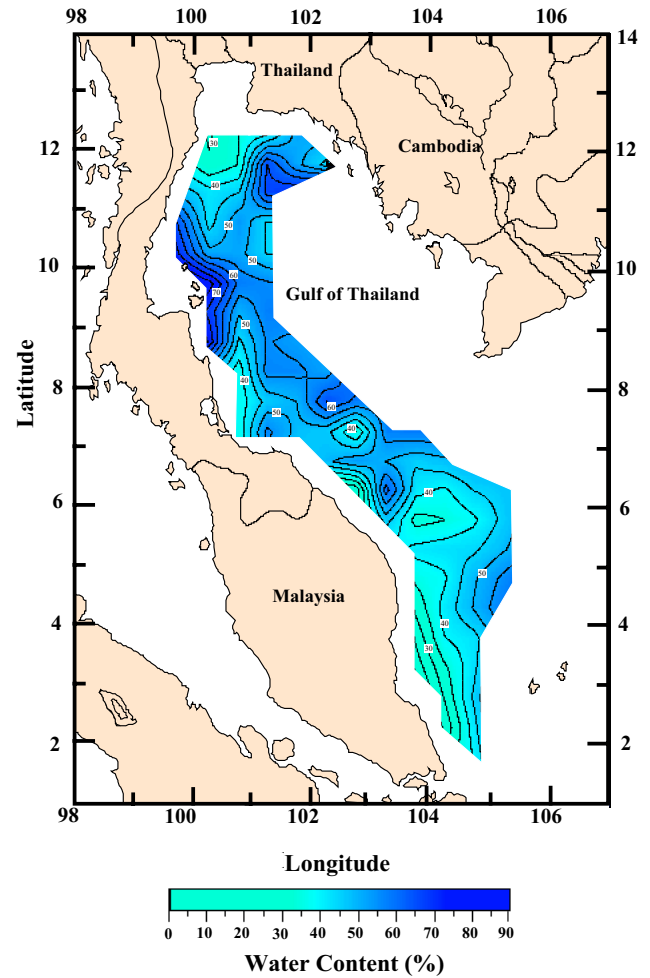 98 100 102 104 106
14
Thailand
30
12 Cambodia 12
40
50
50
10 60 10
70 Gulf of Thailand
50
Latitude
8 40 60 8
50 40
6 40 6
50
Malaysia
4 40 4
30
2 2
98 100 102 104 106
Longitude
0 10 20 30 40 50 60 70 80 90
Water Content (%)